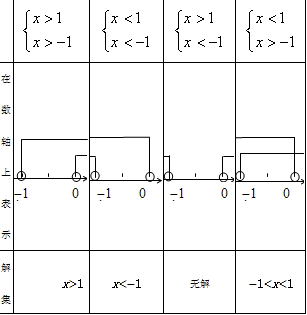 {x > 1 {x < 1 {x > 1 {x < 1
{x > -1 {x < -1 {x < -1 {x > -1
在数轴上表示
-1 0 -1 0 -1 0 -1 0
解集 x>1 x<-1 无解 -1<x<1